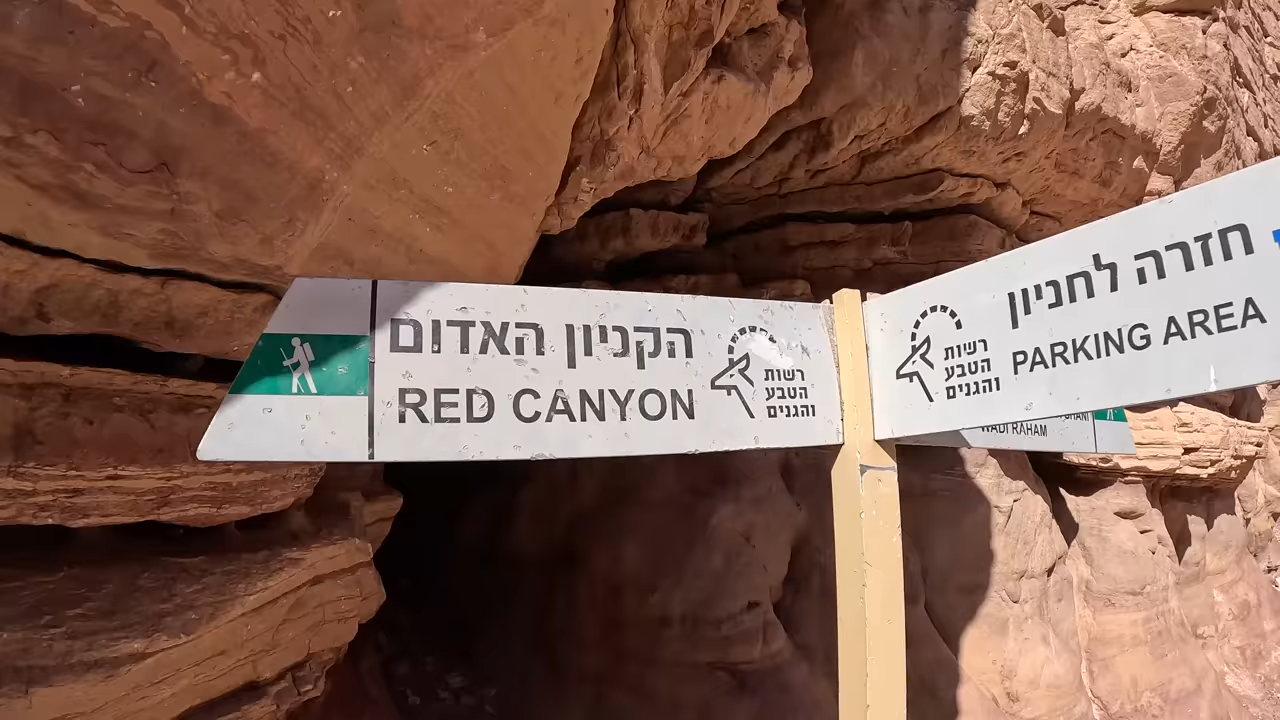 הקניון האדום
RED CANYON
רשות
הטבע
והגנים
חזרה לחניון
PARKING AREA
רשות
הטבע
והגנים
WADI RAHAM